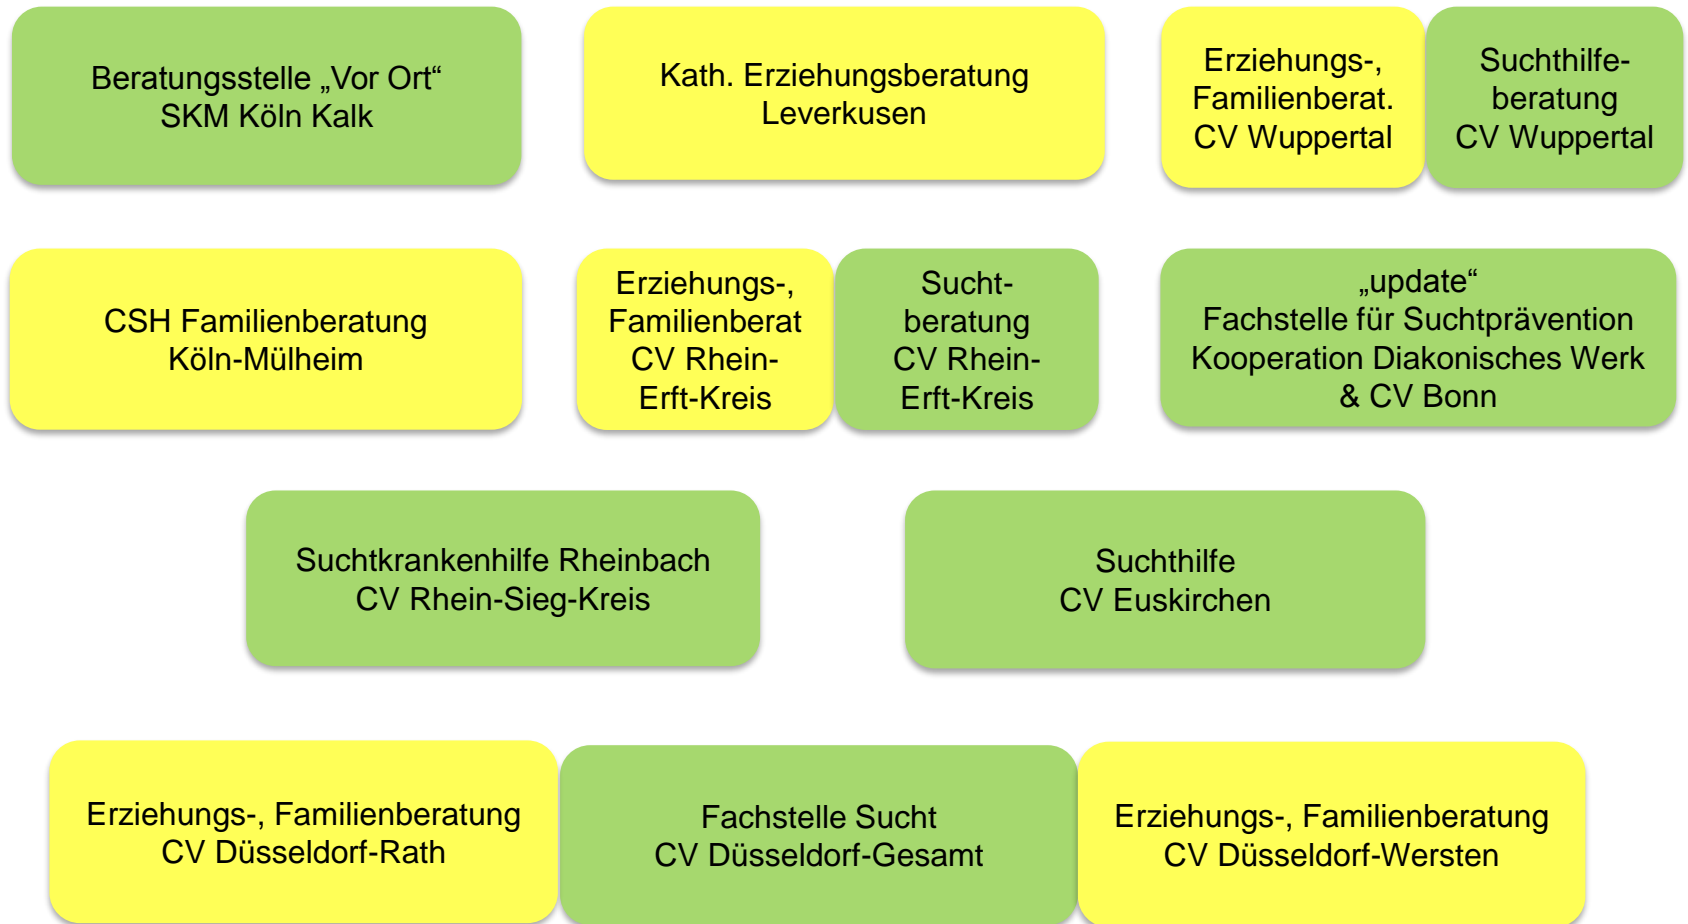 Beratungsstelle „Vor Ort“
SKM Köln Kalk
Kath. Erziehungsberatung
Leverkusen
Erziehungs-,
Familienberat.
CV Wuppertal
Suchthilfe-
beratung
CV Wuppertal
CSH Familienberatung
Köln-Mülheim
Erziehungs-,
Familienberat
CV Rhein-
Erft-Kreis
Sucht-
beratung
CV Rhein-
Erft-Kreis
„update“
Fachstelle für Suchtprävention
Kooperation Diakonisches Werk
& CV Bonn
Suchtkrankenhilfe Rheinbach
CV Rhein-Sieg-Kreis
Suchthilfe
CV Euskirchen
Erziehungs-, Familienberatung
CV Düsseldorf-Rath
Fachstelle Sucht
CV Düsseldorf-Gesamt
Erziehungs-, Familienberatung
CV Düsseldorf-Wersten